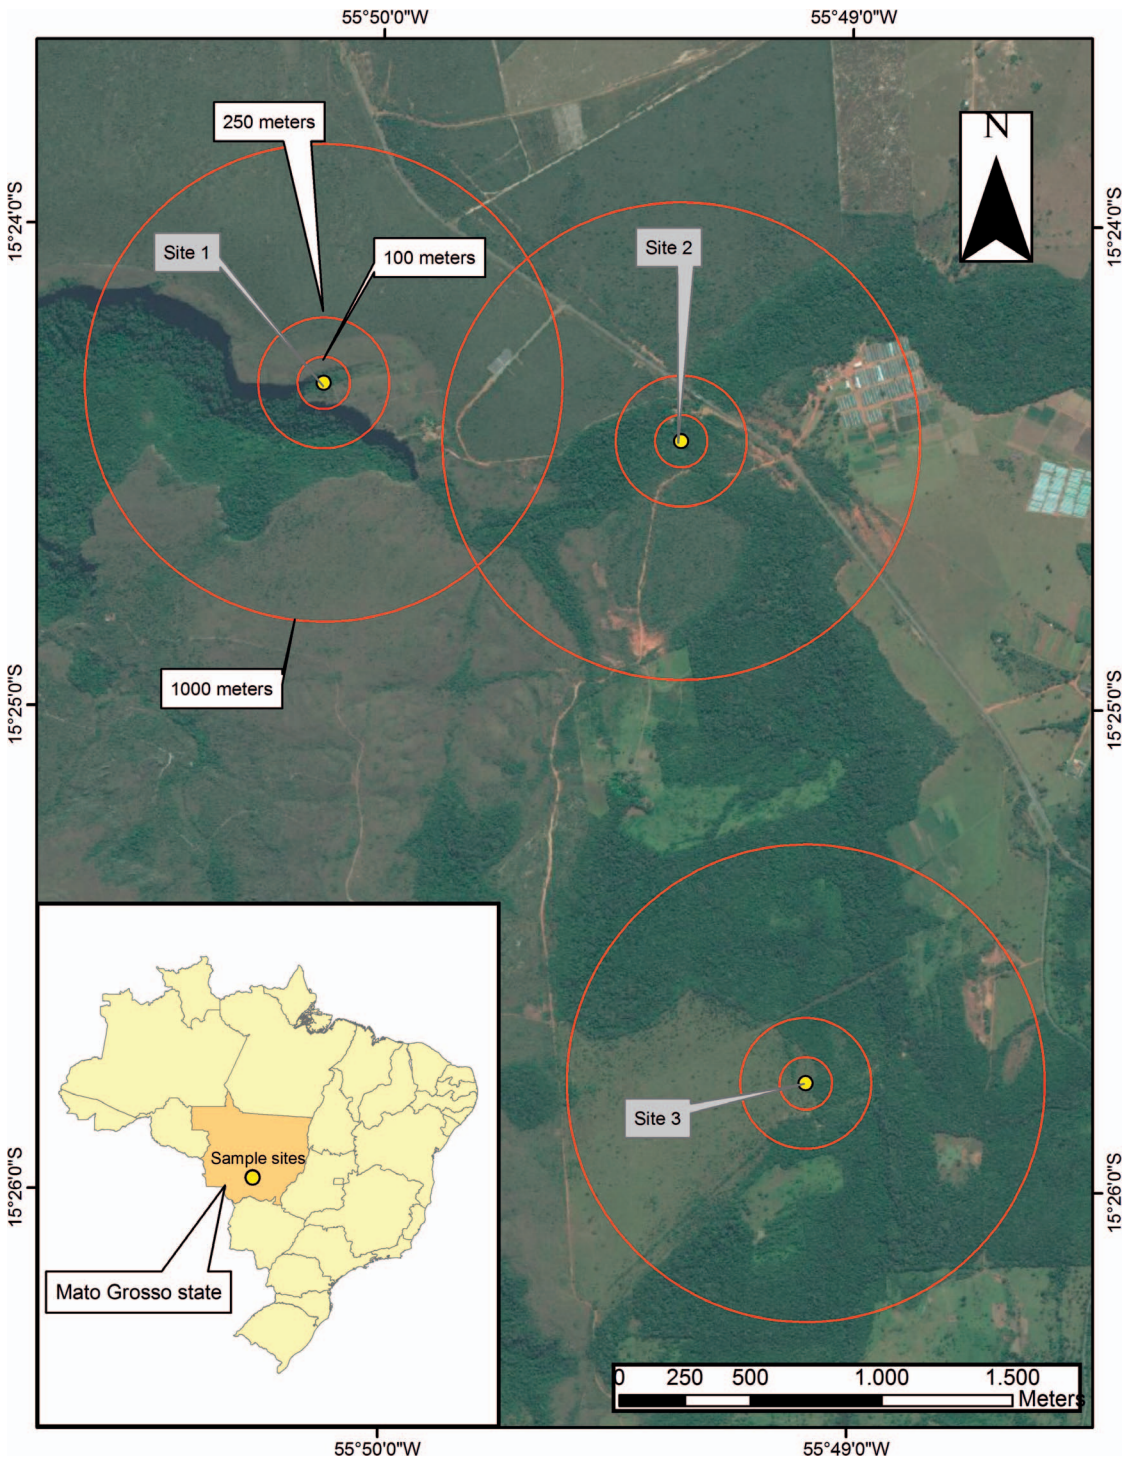 55°50'0"W
55°49'0"W
250 meters
N
15°24'0"S
15°24'0"S
Site 1
100 meters
Site 2
1000 meters
15°25'0"S
15°25'0"S
Site 3
Sample sites
15°26'0"S
15°26'0"S
Mato Grosso state
0 250 500 1.000 1.500
Meters
55°50'0"W
55°49'0"W